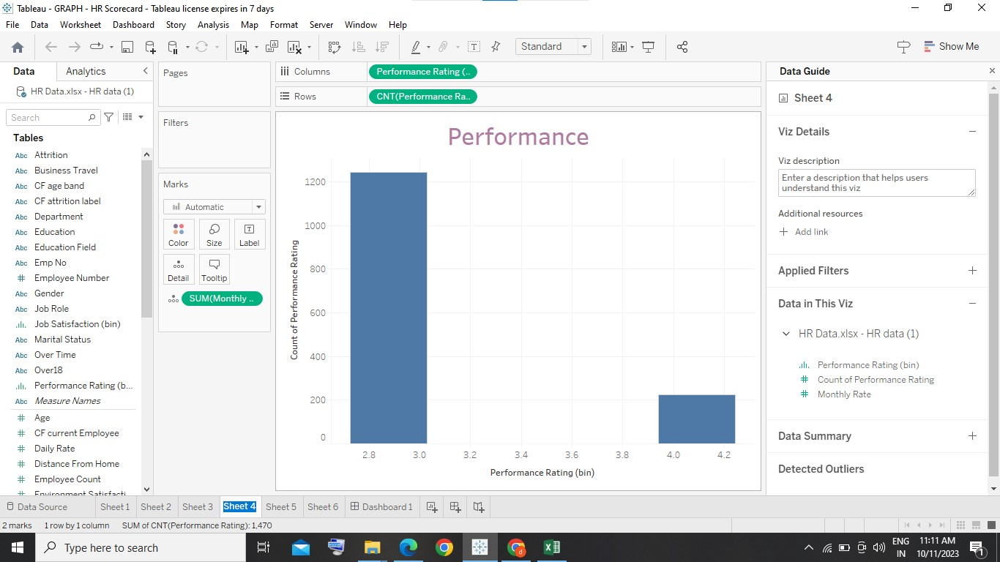 Tableau - GRAPH - HR Scorecard - Tableau license expires in 7 days
File Data Worksheet Dashboard Story Analysis Map Format Server Window Help
Standard
Show Me
Data Analytics
HR Data.xlsx - HR data (1)
Search
Tables
Abc Attrition
Abc Business Travel
Abc CF age band
Abc CF attrition label
Abc Department
Abc Education
Abc Education Field
Abc Emp No
# Employee Number
Abc Gender
Abc Job Role
Job Satisfaction (bin)
Abc Marital Status
Abc Over Time
Abc Over18
Performance Rating (b...
Abc Measure Names
# Age
# CF current Employee
# Daily Rate
# Distance From Home
# Employee Count
# Environment Satisfacti
Pages
Filters
Marks
Automatic
Color Size Label
Detail Tooltip
SUM(Monthly ..
Columns Performance Rating (..
Rows CNT(Performance Ra..
Performance
Count of Performance Rating
1200
1000
800
600
400
200
0
2.8 3.0 3.2 3.4 3.6 3.8 4.0 4.2
Performance Rating (bin)
Data Guide
Sheet 4
Viz Details
Viz description
Enter a description that helps users
understand this viz
Additional resources
Add link
Applied Filters
Data in This Viz
HR Data.xlsx - HR data (1)
Performance Rating (bin)
# Count of Performance Rating
# Monthly Rate
Data Summary
Detected Outliers
Data Source Sheet 1 Sheet 2 Sheet 3 Sheet 4 Sheet 5 Sheet 6 Dashboard 1
2 marks 1 row by 1 column SUM of CNT(Performance Rating): 1,470
Type here to search
ENG
IN
11:11 AM
10/11/2023
1